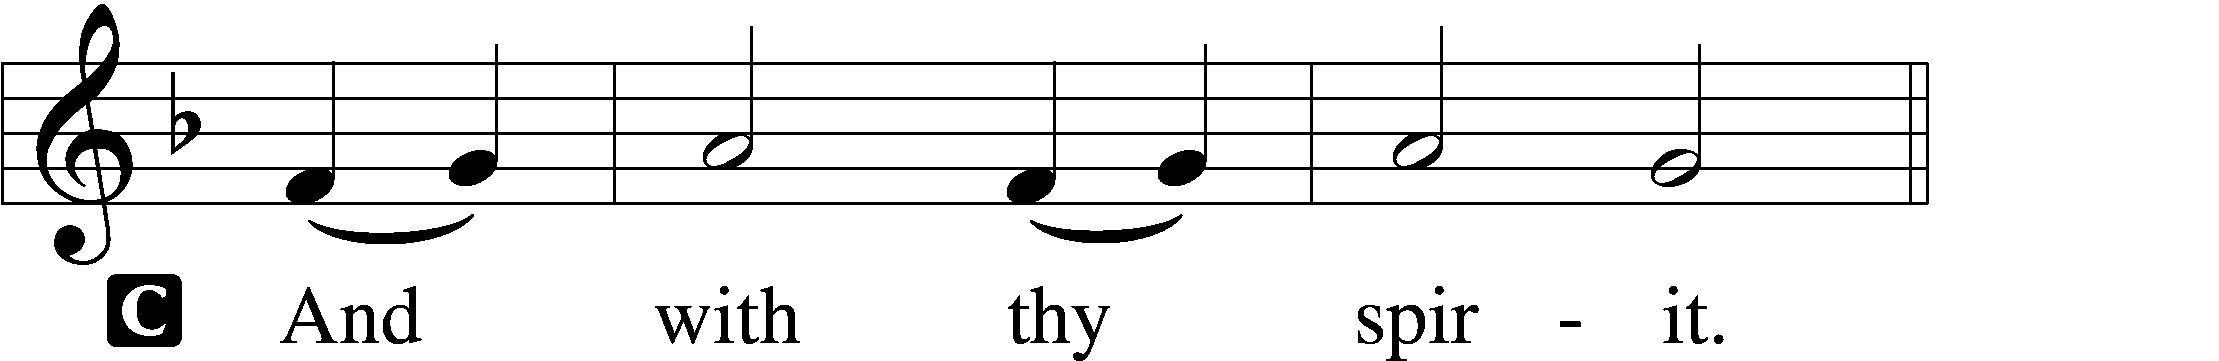 C And with thy spir - it.